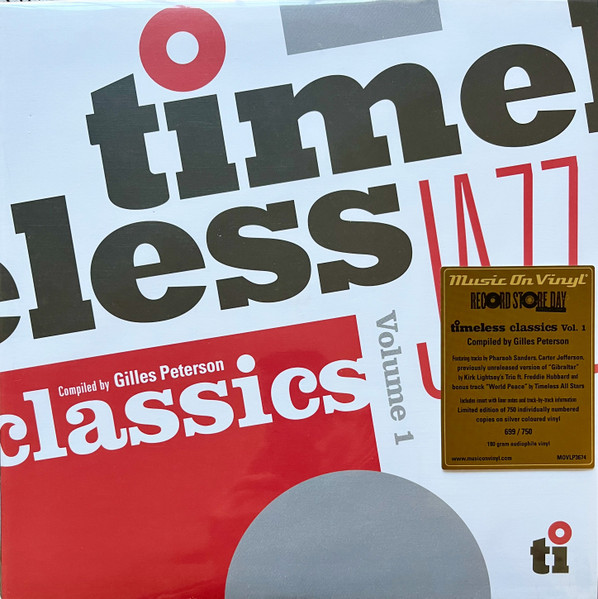 timel
eless
JAZZ
Volume 1
Compiled by Gilles Peterson
classics
Music On Vinyl®
RECORD STORE DAY
timeless classics Vol. 1
Compiled by Gilles Peterson
Featuring tracks by Pharoah Sanders, Carter Jefferson,
previously unreleased version of "Gibraltar"
by Kirk Lightsey's Trio ft. Freddie Hubbard and
bonus track "World Peace" by Timeless All Stars
Includes insert with liner notes and track-by-track information
Limited edition of 750 individually numbered
copies on silver coloured vinyl
699 / 750
180 gram audiophile vinyl
www.musiconvinyl.com MOVLP3674
ti